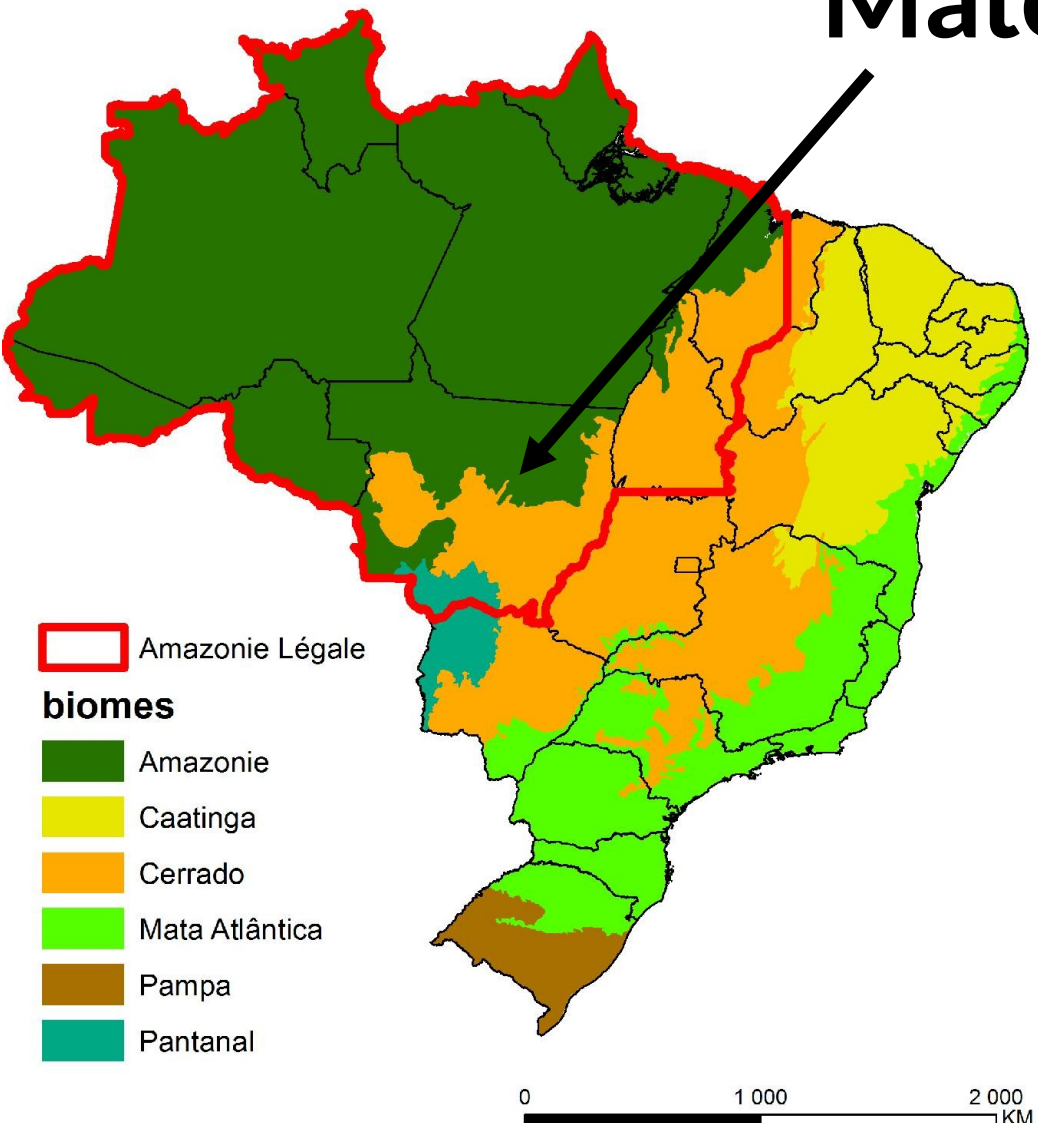 Amazonie Légale
biomes
Amazonie
Caatinga
Cerrado
Mata Atlântica
Pampa
Pantanal
0 1 000 2 000
KM